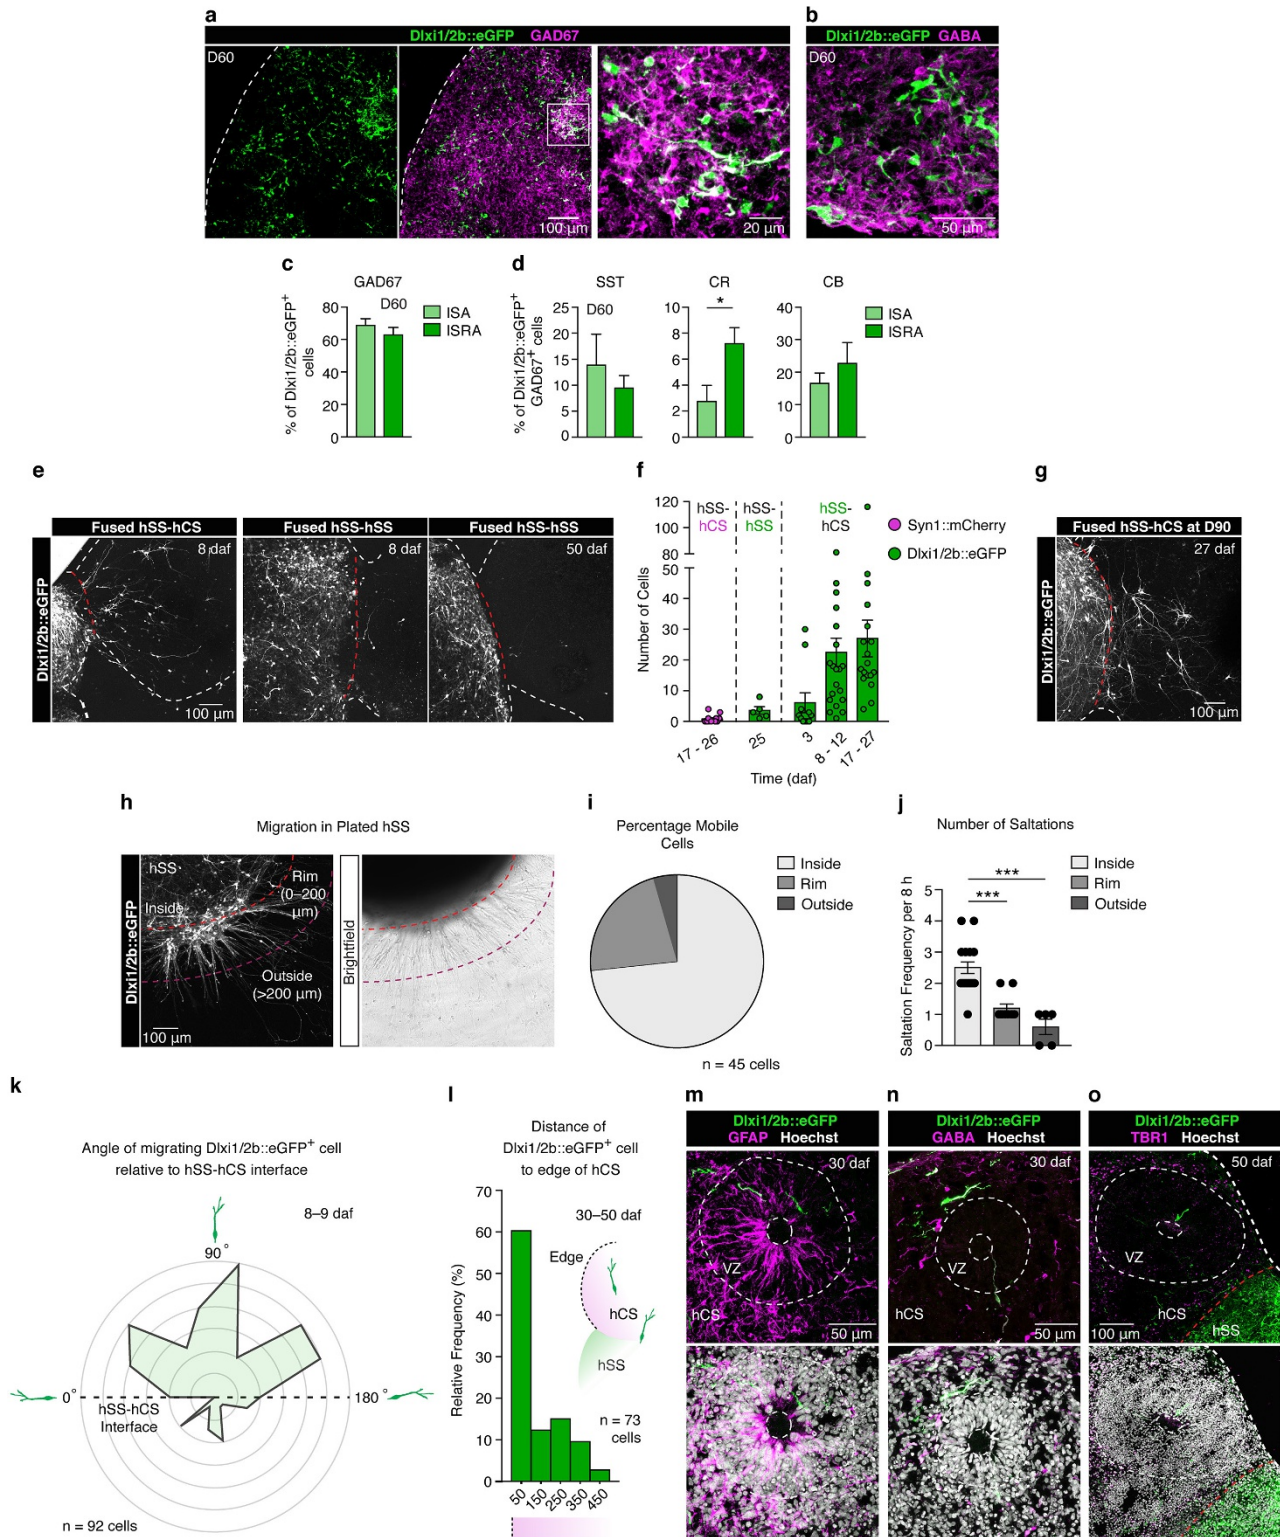 a
Dlxi1/2b::eGFP GAD67
D60
100 µm
20 µm
b
Dlxi1/2b::eGFP GABA
D60
50 µm
c
GAD67
D60
% of Dlxi1/2b::eGFP+
cells
80
60
40
20
0
ISA
ISRA
d
SST
CR
CB
D60
% of Dlxi1/2b::eGFP+
GAD67+ cells
25
20
15
10
5
0
*
10
8
6
4
2
0
40
30
20
10
0
ISA
ISRA
e
Fused hSS-hCS
Fused hSS-hSS
Fused hSS-hSS
Dlxi1/2b::eGFP
8 daf
8 daf
50 daf
100 µm
f
hSS-
hCS
hSS-
hSS
hSS-
hCS
Syn1::mCherry
Dlxi1/2b::eGFP
Number of Cells
120
100
80
50
40
30
20
10
0
17 - 26
25
3
8 - 12
17 - 27
Time (daf)
g
Fused hSS-hCS at D90
Dlxi1/2b::eGFP
27 daf
100 µm
h
Migration in Plated hSS
Dlxi1/2b::eGFP
hSS
Inside
Rim
(0–200
µm)
Outside
(>200 µm)
100 µm
Brightfield
i
Percentage Mobile
Cells
Inside
Rim
Outside
n = 45 cells
j
Number of Saltations
Inside
Rim
Outside
***
***
Saltation Frequency per 8 h
5
4
3
2
1
0
k
Angle of migrating Dlxi1/2b::eGFP+ cell
relative to hSS-hCS interface
8–9 daf
90°
0°
180°
hSS-hCS
Interface
n = 92 cells
l
Distance of
Dlxi1/2b::eGFP+ cell
to edge of hCS
30–50 daf
Edge
hCS
hSS
n = 73
cells
Relative Frequency (%)
70
60
50
40
30
20
10
0
50
150
250
350
450
m
Dlxi1/2b::eGFP
GFAP Hoechst
30 daf
VZ
hCS
50 µm
n
Dlxi1/2b::eGFP
GABA Hoechst
30 daf
VZ
hCS
50 µm
o
Dlxi1/2b::eGFP
TBR1 Hoechst
50 daf
VZ
hCS
hSS
100 µm